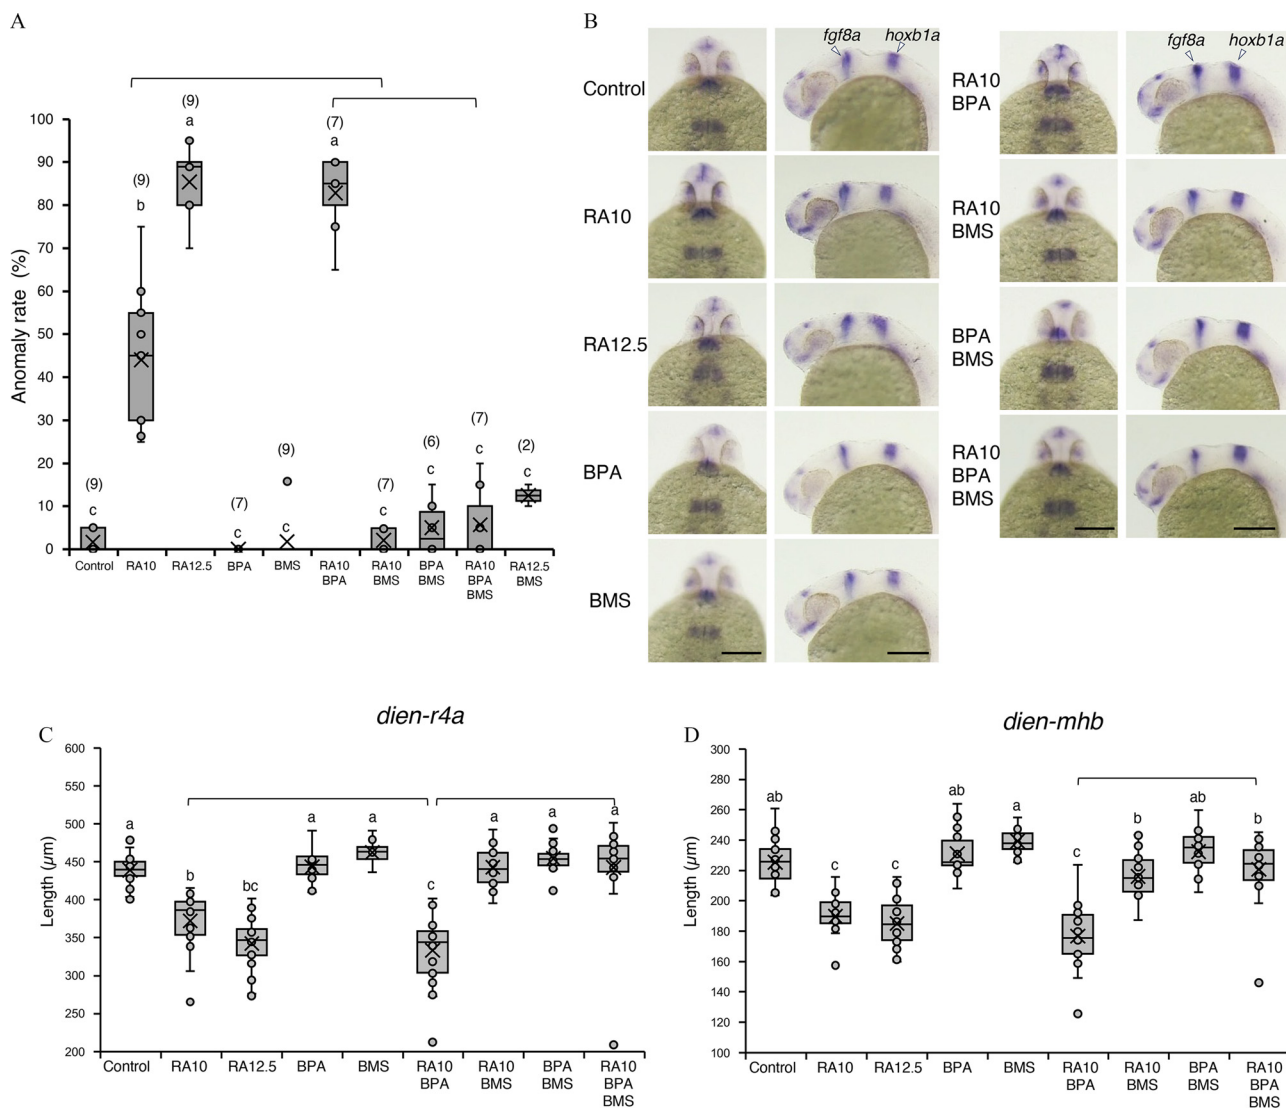 A
Anomaly rate (%)
100
90
80
70
60
50
40
30
20
10
0
(9)
c
(9)
b
(9)
a
(7)
c
(9)
c
(7)
a
(7)
c
(6)
c
(7)
c
(2)
c
Control RA10 RA12.5 BPA BMS RA10 RA10 BPA RA10 RA12.5
BPA BMS BMS BPA BMS
BMS
B
fgf8a hoxb1a
Control
RA10
RA12.5
BPA
BMS
fgf8a hoxb1a
RA10
BPA
RA10
BMS
BPA
BMS
RA10
BPA
BMS
C
dien-r4a
Length (µm)
600
550
500
450
400
350
300
250
200
a b bc a a c a a a
Control RA10 RA12.5 BPA BMS RA10 RA10 BPA RA10
BPA BMS BMS BPA
BMS
D
dien-mhb
Length (µm)
300
280
260
240
220
200
180
160
140
120
100
ab c c ab a c b ab b
Control RA10 RA12.5 BPA BMS RA10 RA10 BPA RA10
BPA BMS BMS BPA
BMS